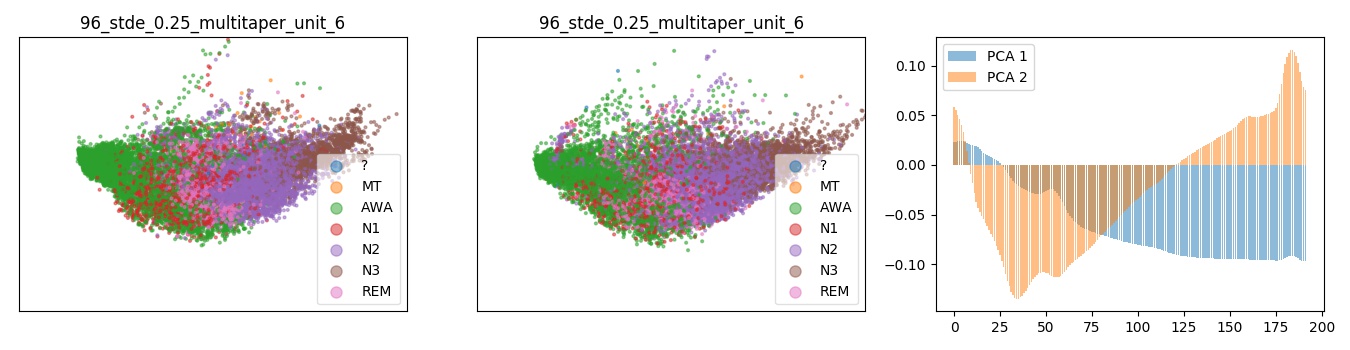 96_stde_0.25_multitaper_unit_6
?
MT
AWA
N1
N2
N3
REM
96_stde_0.25_multitaper_unit_6
?
MT
AWA
N1
N2
N3
REM
PCA 1
PCA 2
0.10
0.05
0.00
−0.05
−0.10
0 25 50 75 100 125 150 175 200